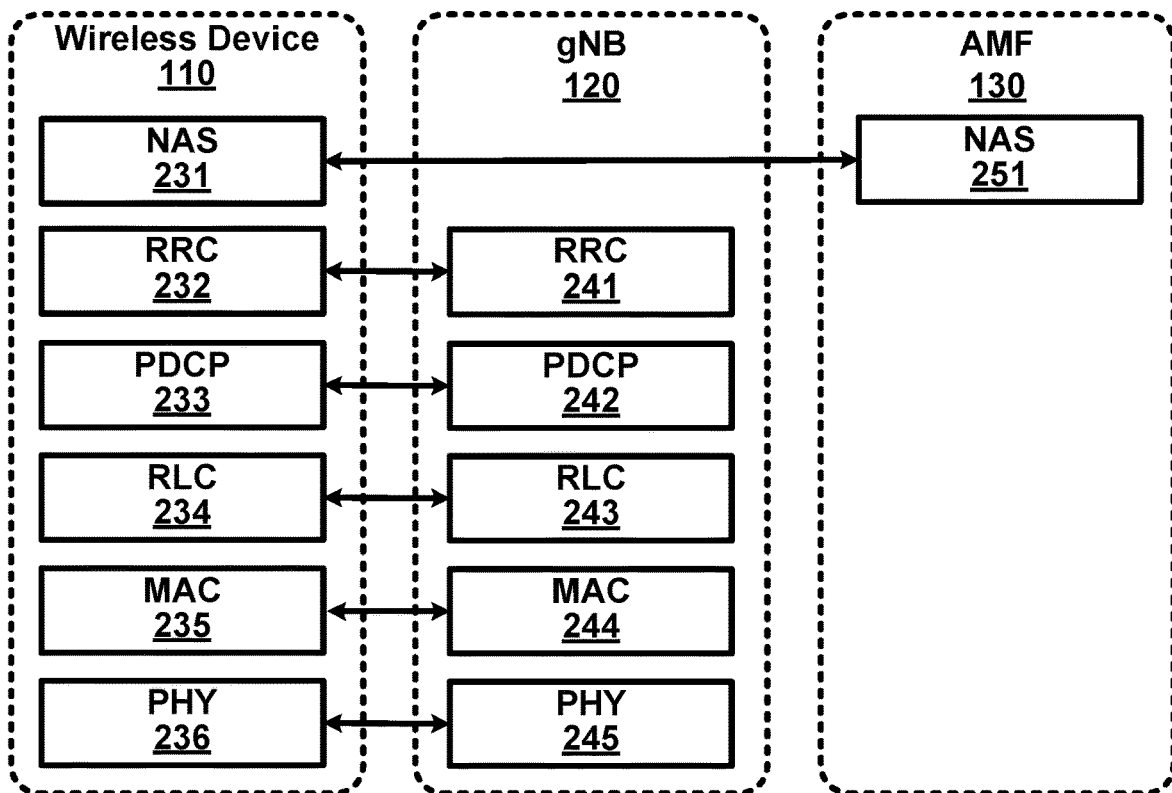 Wireless Device
110
gNB
120
AMF
130
NAS
231
NAS
251
RRC
232
RRC
241
PDCP
233
PDCP
242
RLC
234
RLC
243
MAC
235
MAC
244
PHY
236
PHY
245